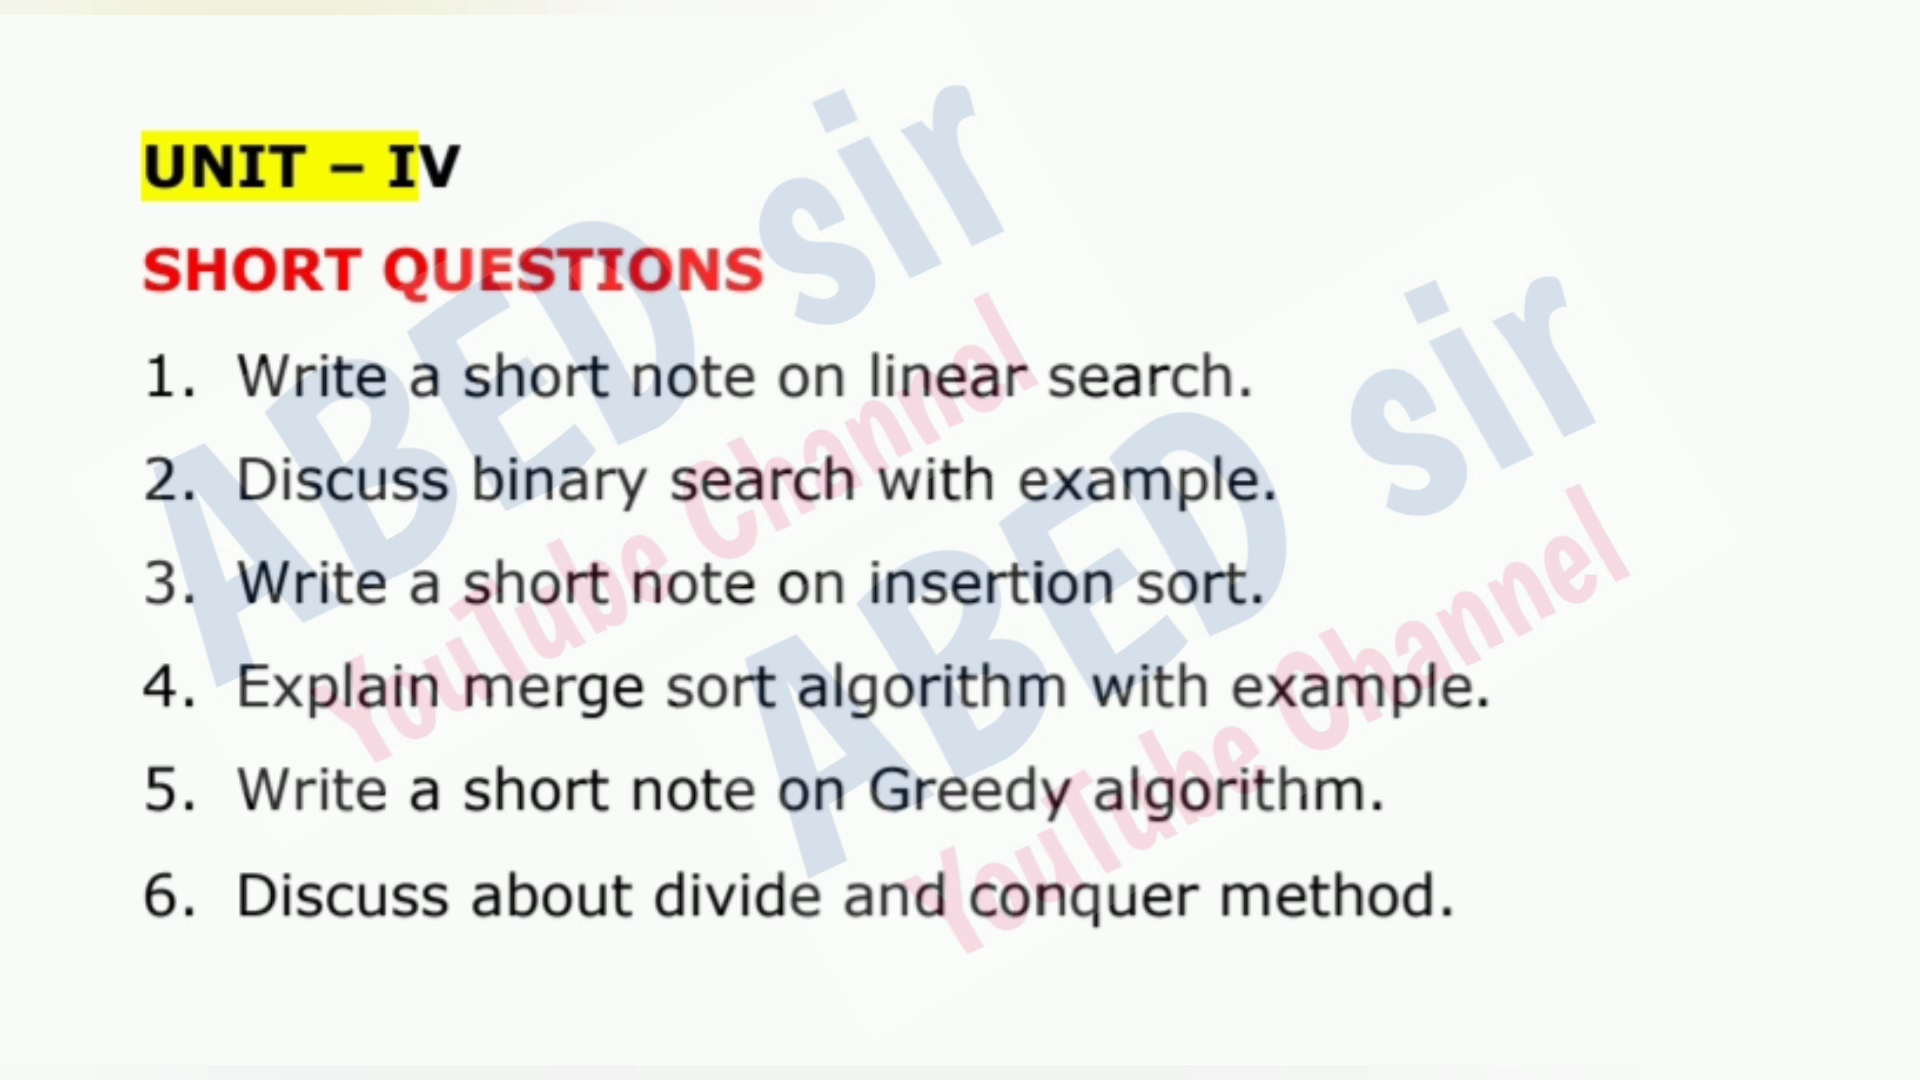 UNIT – IV
SHORT QUESTIONS
1. Write a short note on linear search.
2. Discuss binary search with example.
3. Write a short note on insertion sort.
4. Explain merge sort algorithm with example.
5. Write a short note on Greedy algorithm.
6. Discuss about divide and conquer method.
ABED sir
YouTube Channel
ABED sir
YouTube Channel